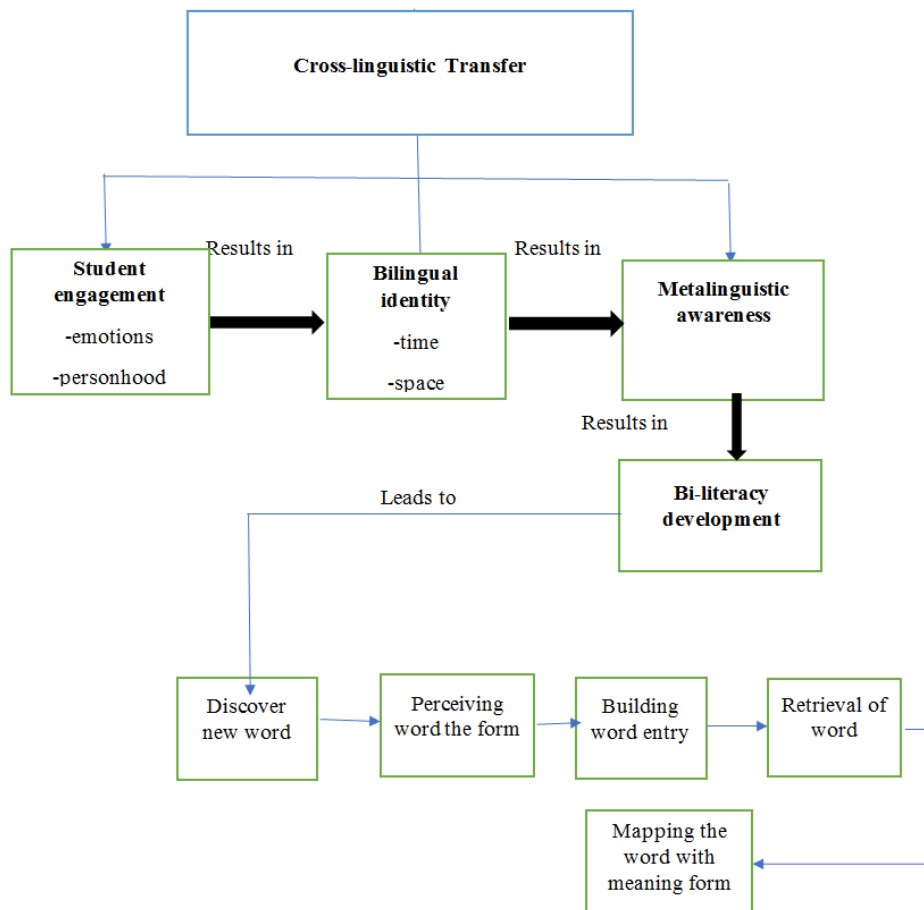 Cross-linguistic Transfer
Results in
Results in
Student
engagement
-emotions
-personhood
Bilingual
identity
-time
-space
Metalinguistic
awareness
Results in
Bi-literacy
development
Leads to
Discover
new word
Perceiving
word the form
Building
word entry
Retrieval of
word
Mapping the
word with
meaning form